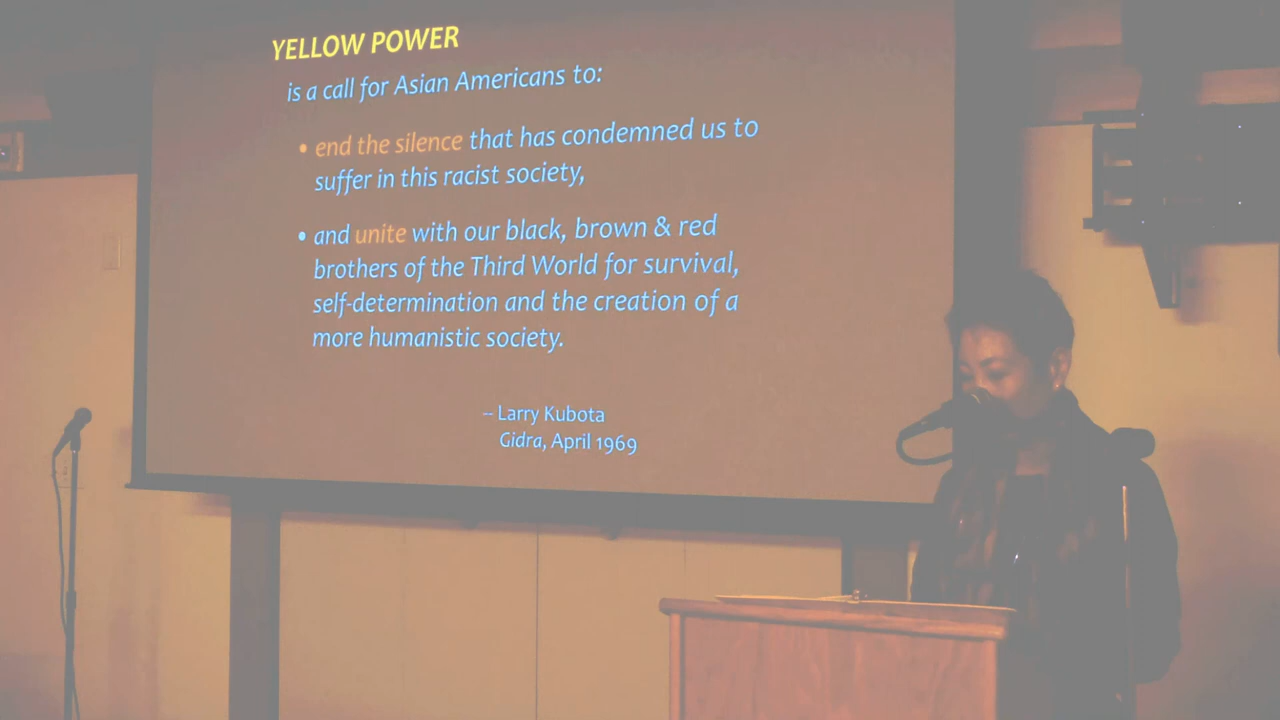 YELLOW POWER
is a call for Asian Americans to:
• end the silence that has condemned us to
suffer in this racist society,
• and unite with our black, brown & red
brothers of the Third World for survival,
self-determination and the creation of a
more humanistic society.
-- Larry Kubota
Gidra, April 1969